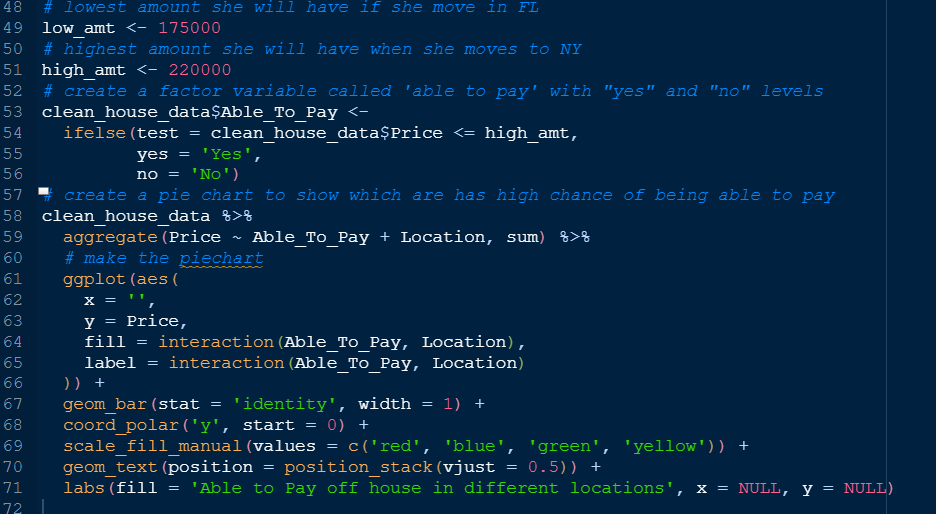 48 # lowest amount she will have if she move in FL
49 low_amt <- 175000
50 # highest amount she will have when she moves to NY
51 high_amt <- 220000
52 # create a factor variable called 'able to pay' with "yes" and "no" levels
53 clean_house_data$Able_To_Pay <-
54   ifelse(test = clean_house_data$Price <= high_amt,
55          yes = 'Yes',
56          no = 'No')
57 # create a pie chart to show which are has high chance of being able to pay
58 clean_house_data %>%
59   aggregate(Price ~ Able_To_Pay + Location, sum) %>%
60   # make the piechart
61   ggplot(aes(
62     x = '',
63     y = Price,
64     fill = interaction(Able_To_Pay, Location),
65     label = interaction(Able_To_Pay, Location)
66   )) +
67   geom_bar(stat = 'identity', width = 1) +
68   coord_polar('y', start = 0) +
69   scale_fill_manual(values = c('red', 'blue', 'green', 'yellow')) +
70   geom_text(position = position_stack(vjust = 0.5)) +
71   labs(fill = 'Able to Pay off house in different locations', x = NULL, y = NULL)
72